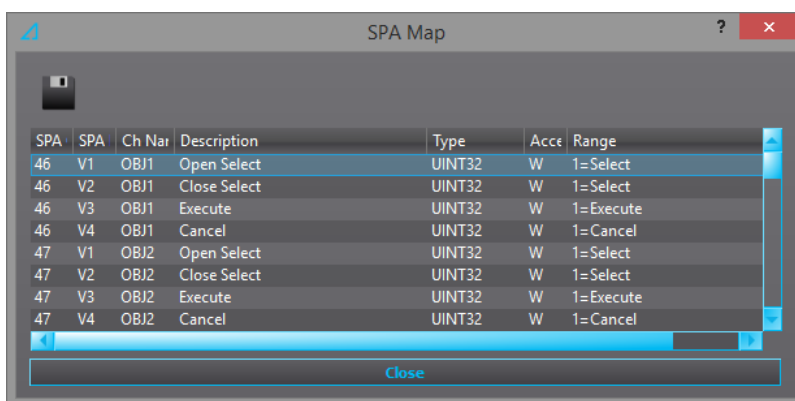 SPA Map ? ×
SPA SPA Ch Nar Description Type Acce Range
46 V1 OBJ1 Open Select UINT32 W 1=Select
46 V2 OBJ1 Close Select UINT32 W 1=Select
46 V3 OBJ1 Execute UINT32 W 1=Execute
46 V4 OBJ1 Cancel UINT32 W 1=Cancel
47 V1 OBJ2 Open Select UINT32 W 1=Select
47 V2 OBJ2 Close Select UINT32 W 1=Select
47 V3 OBJ2 Execute UINT32 W 1=Execute
47 V4 OBJ2 Cancel UINT32 W 1=Cancel
Close